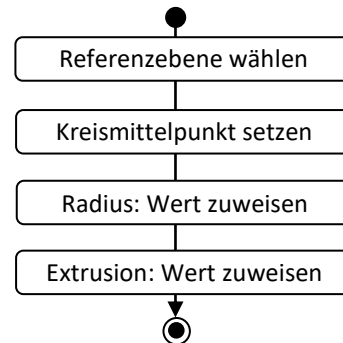 Referenzebene wählen
Kreismittelpunkt setzen
Radius: Wert zuweisen
Extrusion: Wert zuweisen